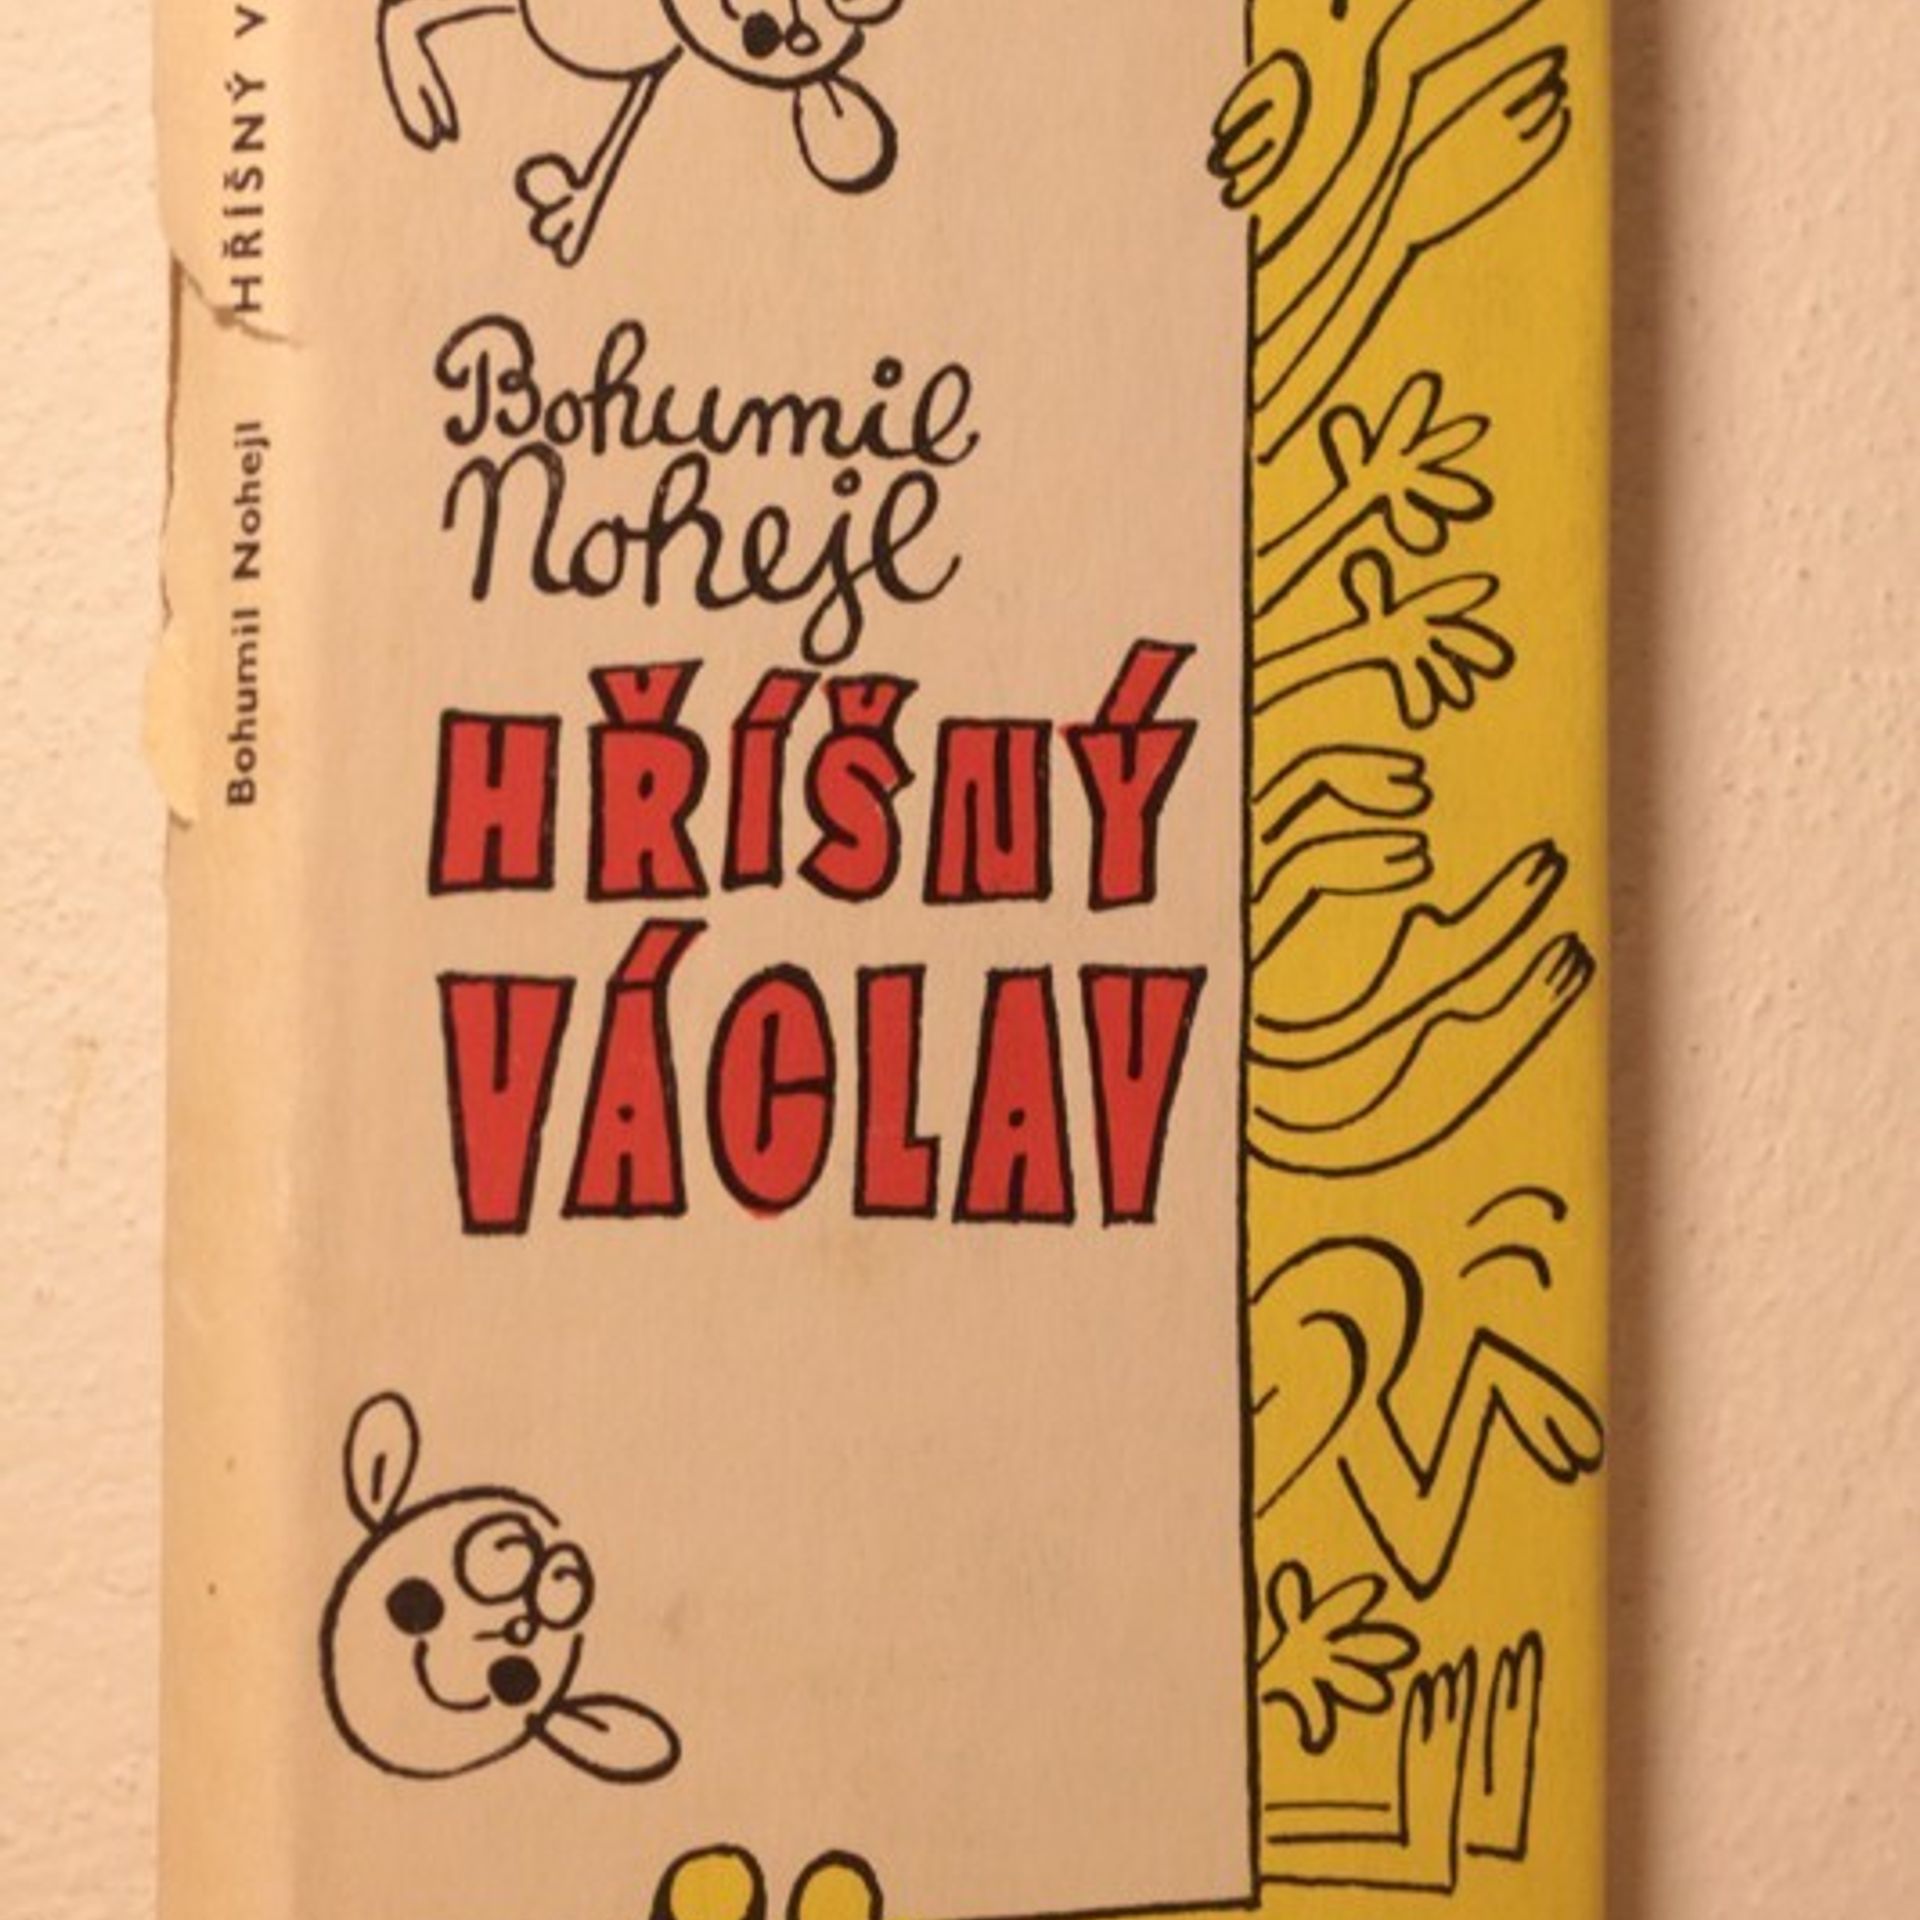 Bohumil
Nohejl
HŘÍŠNÝ
VÁCLAV
Bohumil Nohejl HŘÍŠNÝ V